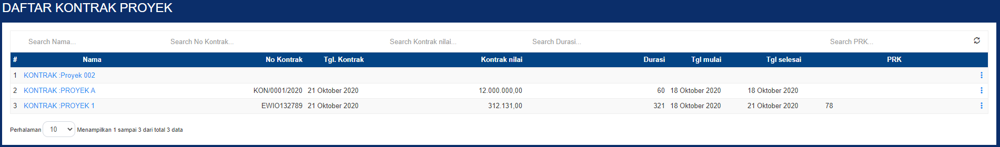 DAFTAR KONTRAK PROYEK
Search Nama... Search No Kontrak... Search Kontrak nilai... Search Durasi... Search PRK...
# Nama No Kontrak Tgl. Kontrak Kontrak nilai Durasi Tgl mulai Tgl selesai PRK
1 KONTRAK :Proyek 002
2 KONTRAK :PROYEK A KON/0001/2020 21 Oktober 2020 12.000.000,00 60 18 Oktober 2020 18 Oktober 2020
3 KONTRAK :PROYEK 1 EWIO132789 21 Oktober 2020 312.131,00 321 18 Oktober 2020 21 Oktober 2020 78
Perhalaman 10 Menampilkan 1 sampai 3 dari total 3 data